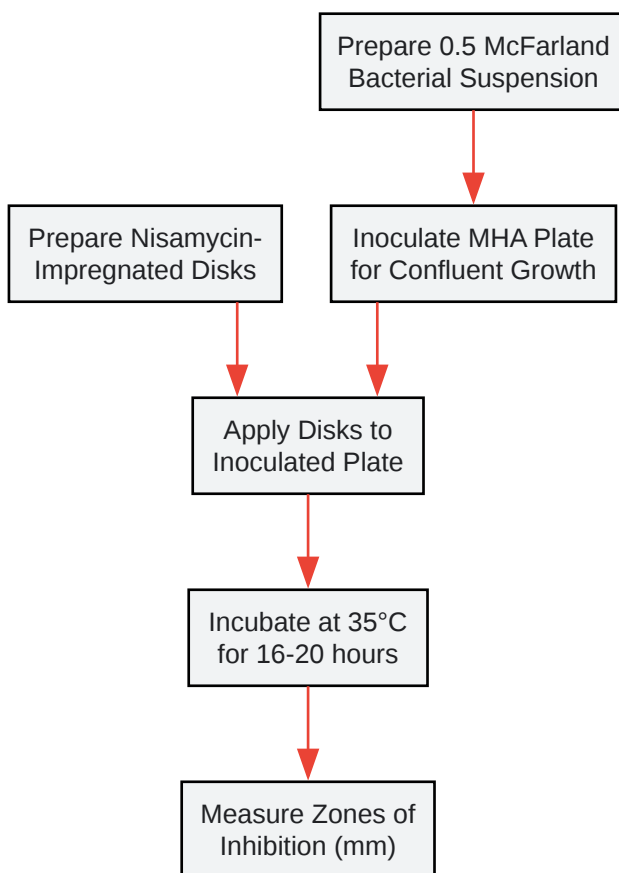 Prepare 0.5 McFarland
Bacterial Suspension
Prepare Nisamycin-
Impregnated Disks
Inoculate MHA Plate
for Confluent Growth
Apply Disks to
Inoculated Plate
Incubate at 35°C
for 16-20 hours
Measure Zones of
Inhibition (mm)